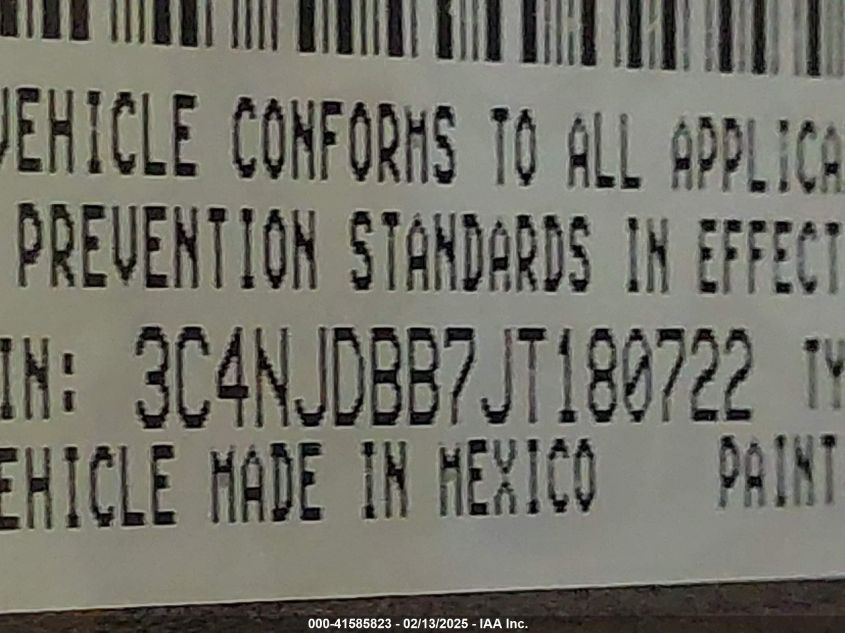 VEHICLE CONFORMS TO ALL APPLICA
PREVENTION STANDARDS IN EFFECT
IN: 3C4NJDBB7JT180722 TY
EHICLE MADE IN MEXICO PAINT
000-41585823 - 02/13/2025 - IAA Inc.